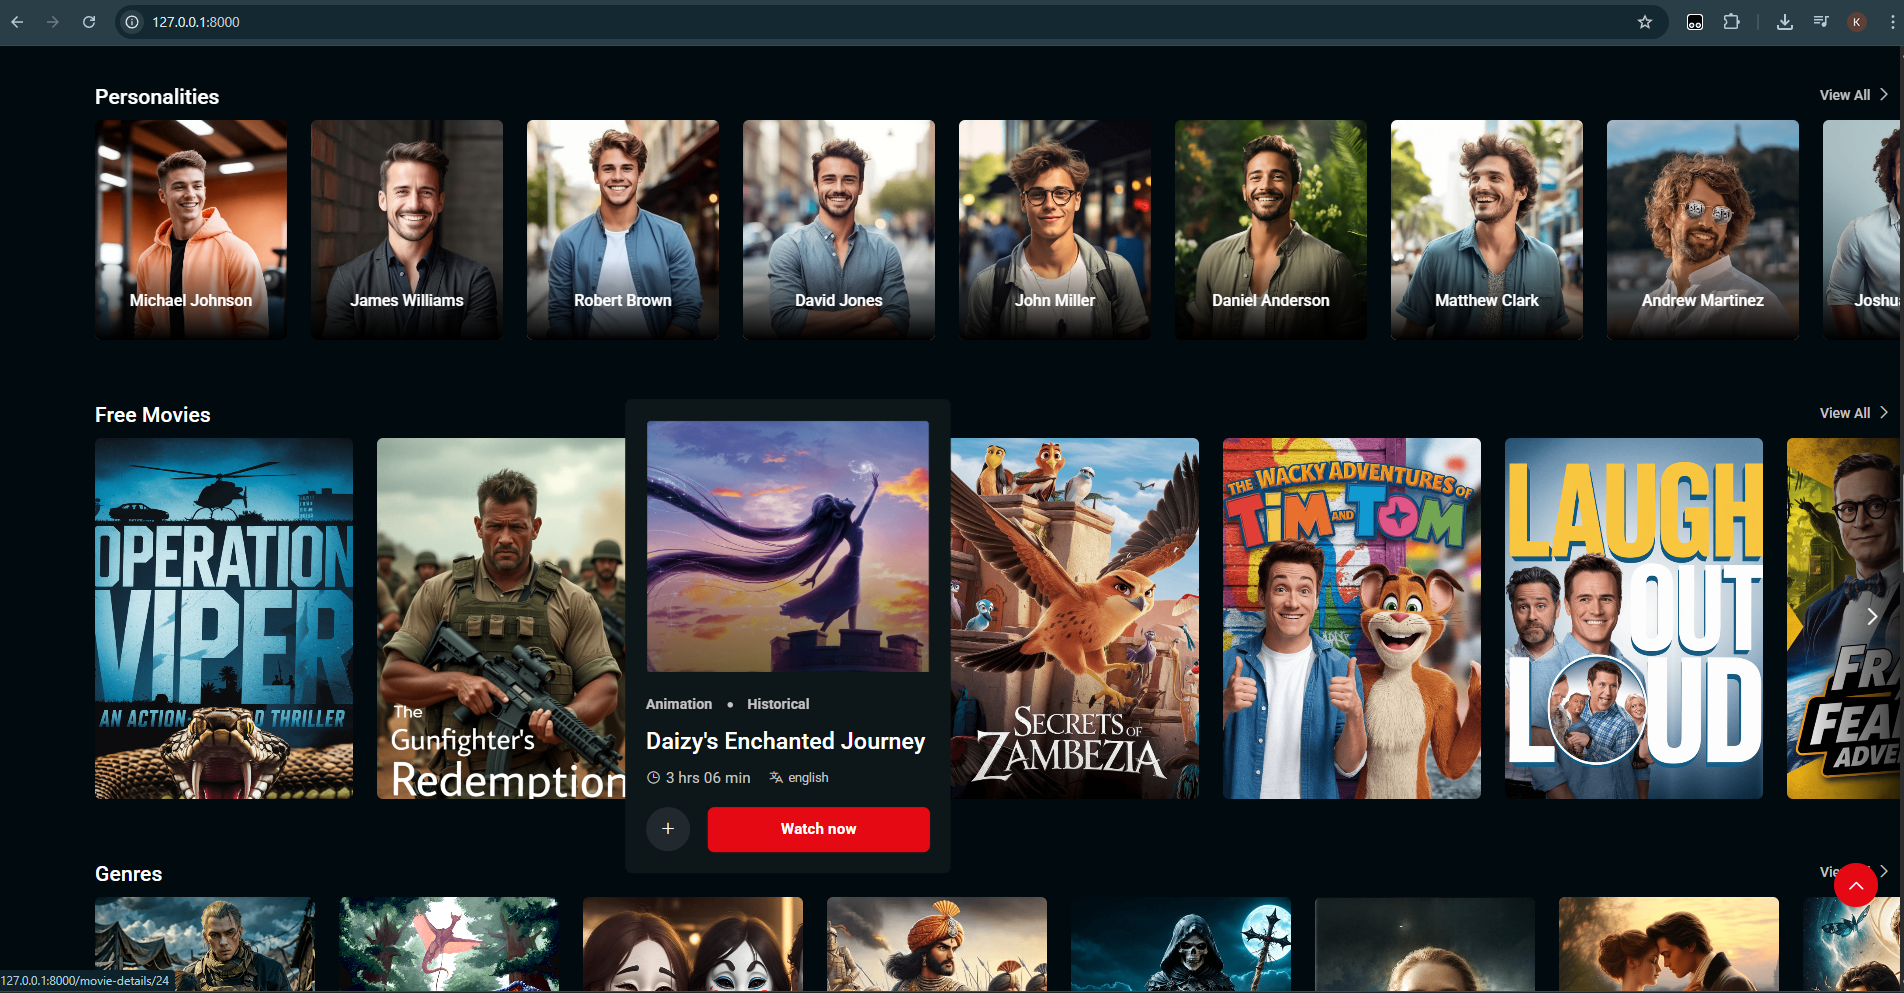 127.0.0.1:8000
K
Personalities
View All
Michael Johnson
James Williams
Robert Brown
David Jones
John Miller
Daniel Anderson
Matthew Clark
Andrew Martinez
Joshu
Free Movies
View All
OPERATION
VIPER
AN ACTION-
D THRILLER
The
Gunfighter's
Redemption
Animation • Historical
Daizy's Enchanted Journey
3 hrs 06 min
english
+
Watch now
SECRETS OF
ZAMBEZIA
THE WACKY ADVENTURES OF
TIM AND TOM
LAUGH
OUT
LOUD
FRA
FEA
ADVE
Genres
Vie
127.0.0.1:8000/movie-details/24